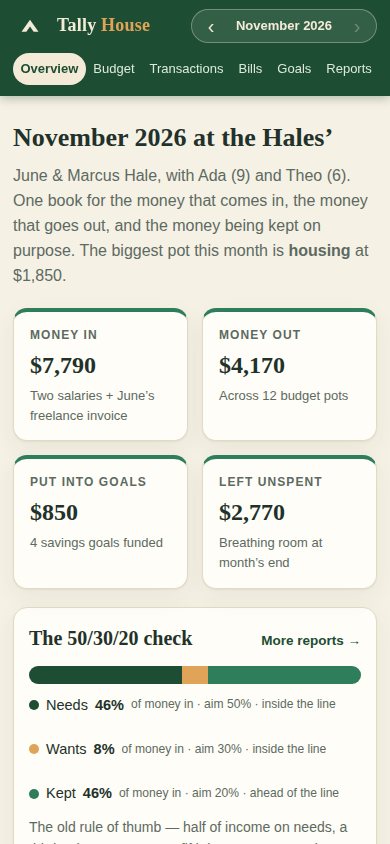 Tally House
‹ November 2026 ›
Overview Budget Transactions Bills Goals Reports
November 2026 at the Hales’
June & Marcus Hale, with Ada (9) and Theo (6).
One book for the money that comes in, the money
that goes out, and the money being kept on
purpose. The biggest pot this month is housing at
$1,850.
MONEY IN
$7,790
Two salaries + June’s
freelance invoice
MONEY OUT
$4,170
Across 12 budget pots
PUT INTO GOALS
$850
4 savings goals funded
LEFT UNSPENT
$2,770
Breathing room at
month’s end
The 50/30/20 check
More reports →
Needs 46% of money in · aim 50% · inside the line
Wants 8% of money in · aim 30% · inside the line
Kept 46% of money in · aim 20% · ahead of the line
The old rule of thumb — half of income on needs, a